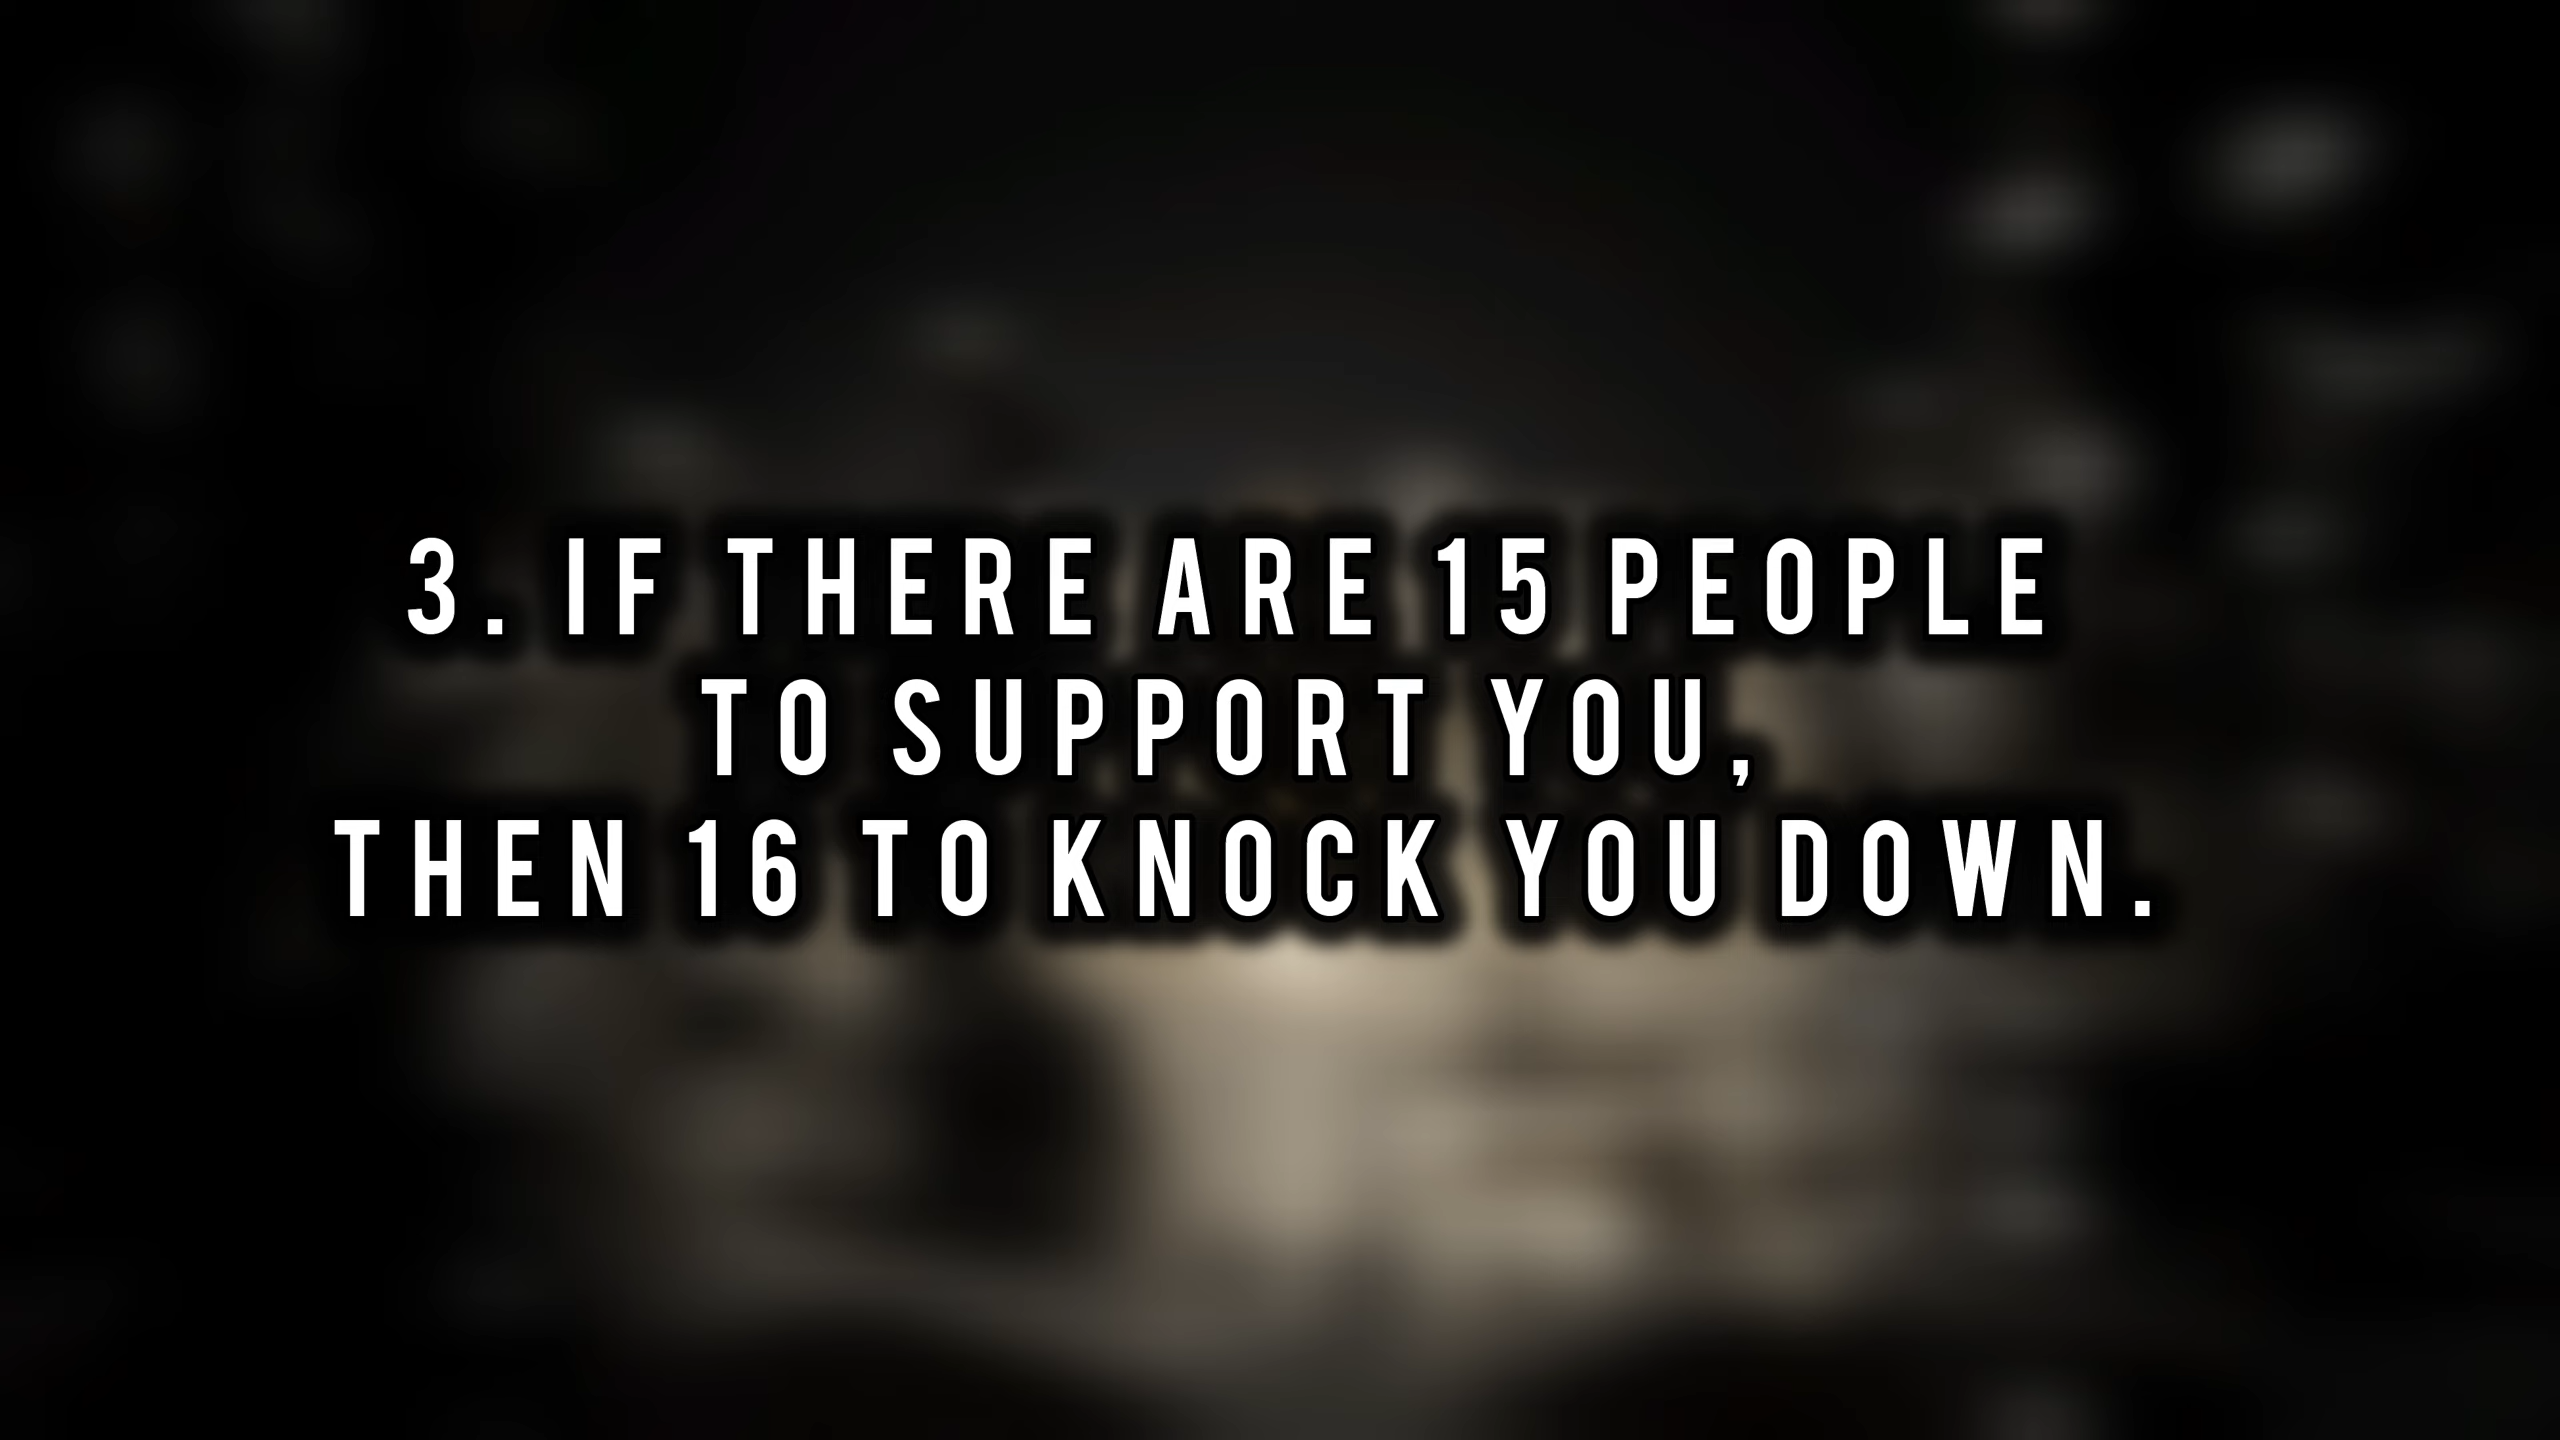 3. IF THERE ARE 15 PEOPLE
TO SUPPORT YOU,
THEN 16 TO KNOCK YOU DOWN.